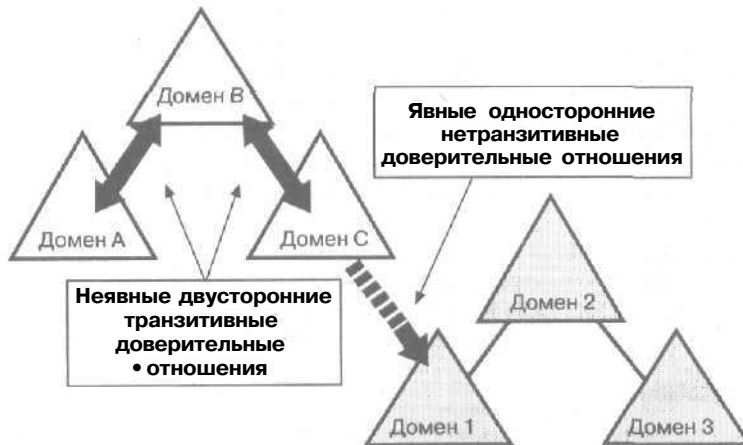 Домен B
Явные односторонние
нетранзитивные
доверительные отношения
Домен A
Домен C
Неявные двусторонние
транзитивные
доверительные
• отношения
Домен 2
Домен 1
Домен 3